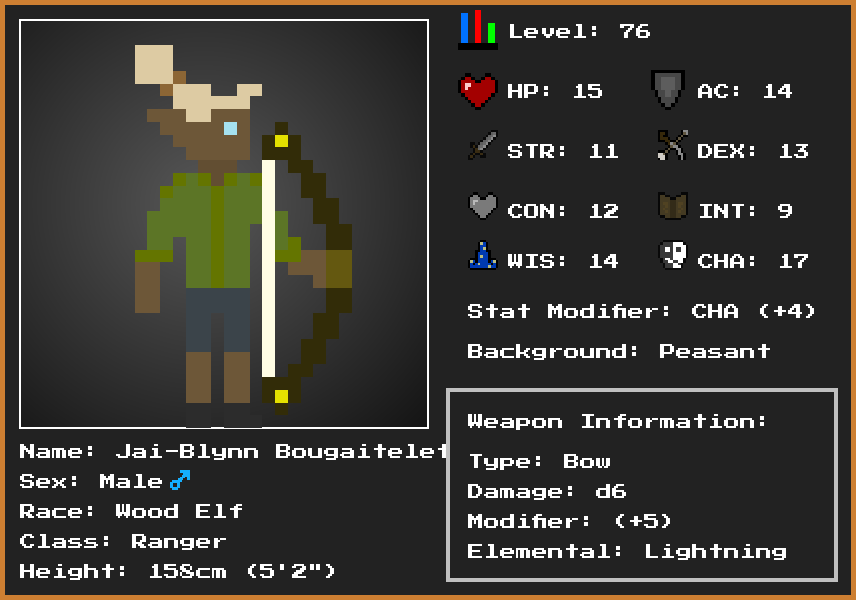 Level: 76
HP: 15
AC: 14
STR: 11
DEX: 13
CON: 12
INT: 9
WIS: 14
CHA: 17
Stat Modifier: CHA (+4)
Background: Peasant
Name: Jai-Blynn Bougaitelet
Sex: Male ♂
Race: Wood Elf
Class: Ranger
Height: 158cm (5'2")
Weapon Information:
Type: Bow
Damage: d6
Modifier: (+5)
Elemental: Lightning